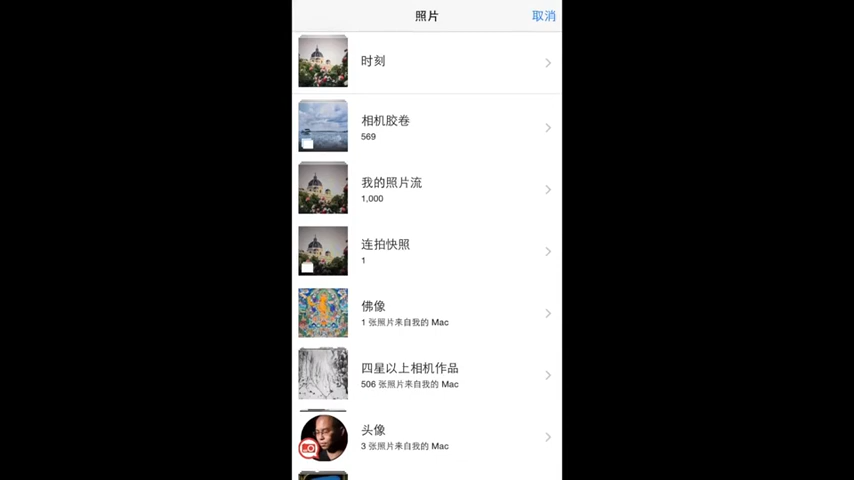 照片
取消
时刻
相机胶卷
569
我的照片流
1,000
连拍快照
1
佛像
1 张照片来自我的 Mac
四星以上相机作品
506 张照片来自我的 Mac
头像
3 张照片来自我的 Mac